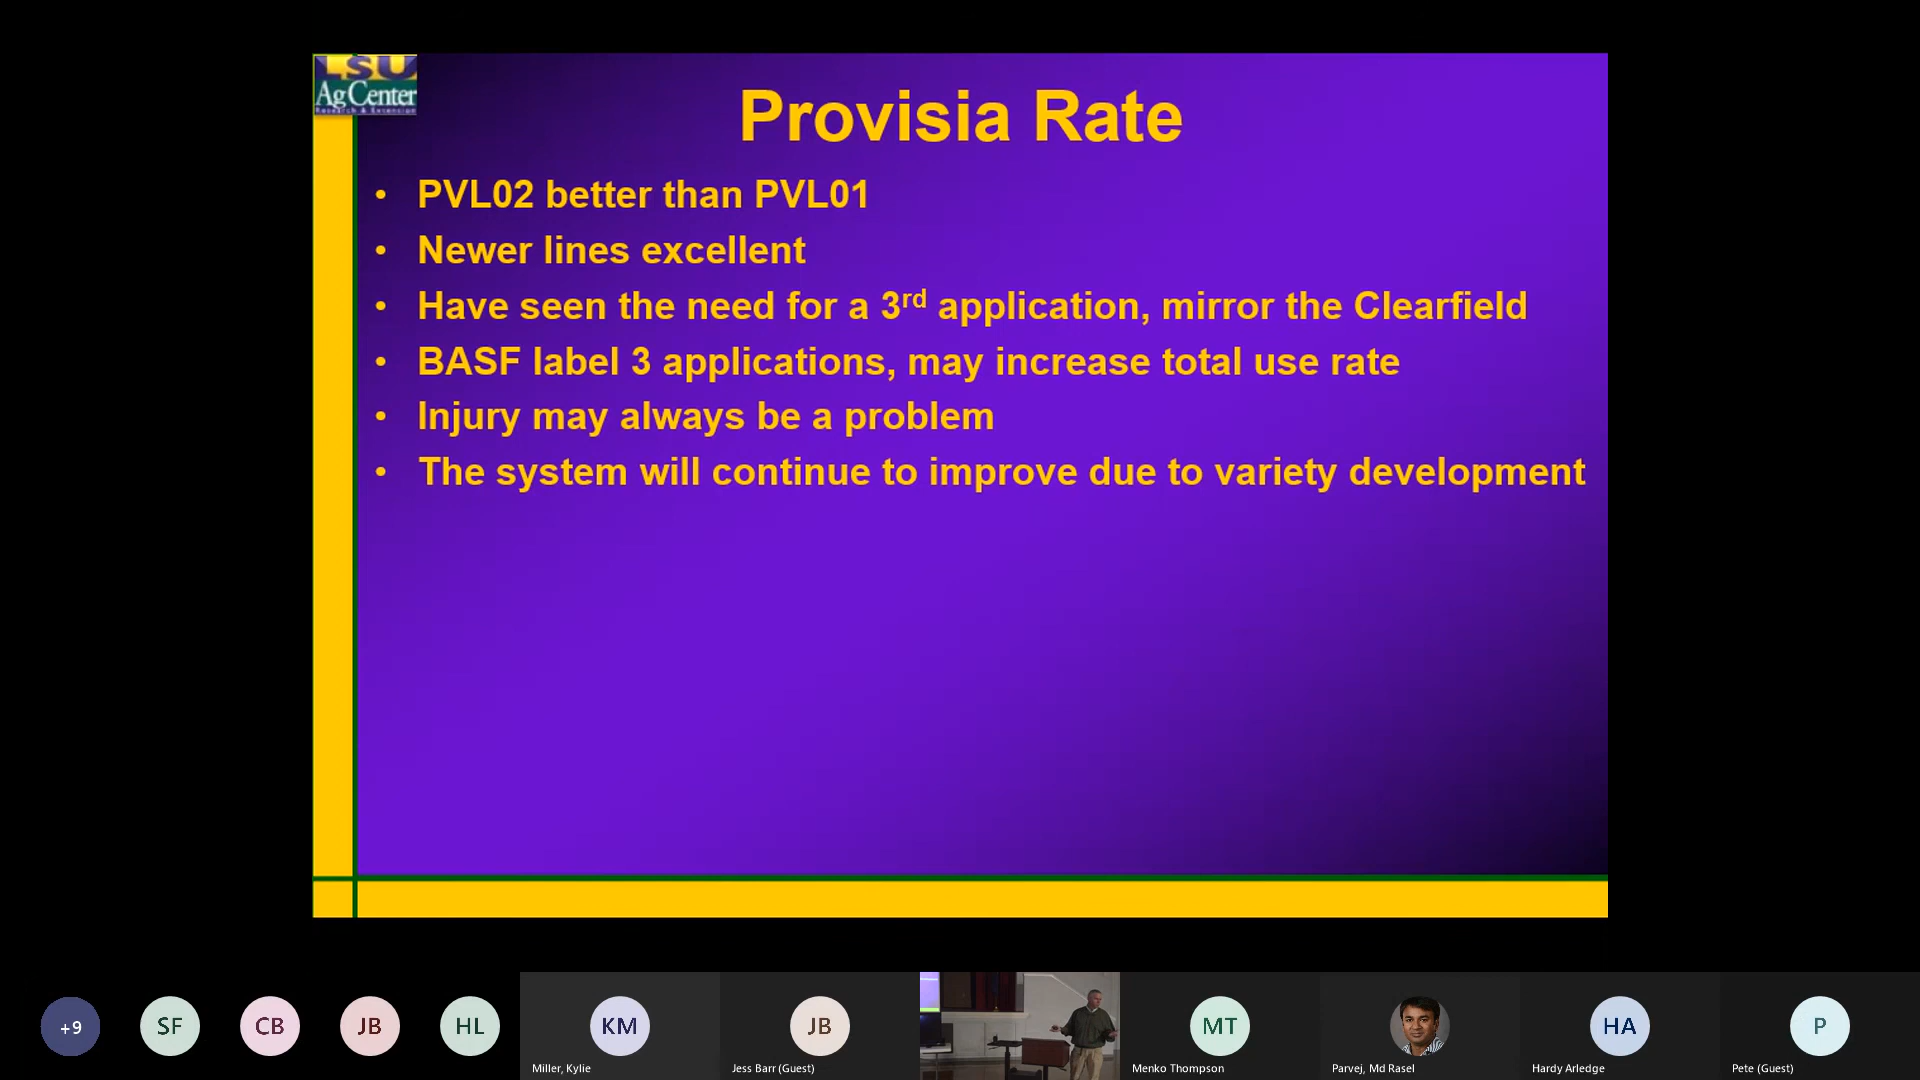 LSU
AgCenter
Research & Extension
Provisia Rate
• PVL02 better than PVL01
• Newer lines excellent
• Have seen the need for a 3rd application, mirror the Clearfield
• BASF label 3 applications, may increase total use rate
• Injury may always be a problem
• The system will continue to improve due to variety development
+9
SF
CB
JB
HL
KM
JB
MT
HA
P
Miller, Kylie
Jess Barr (Guest)
Menko Thompson
Parvej, Md Rasel
Hardy Arledge
Pete (Guest)